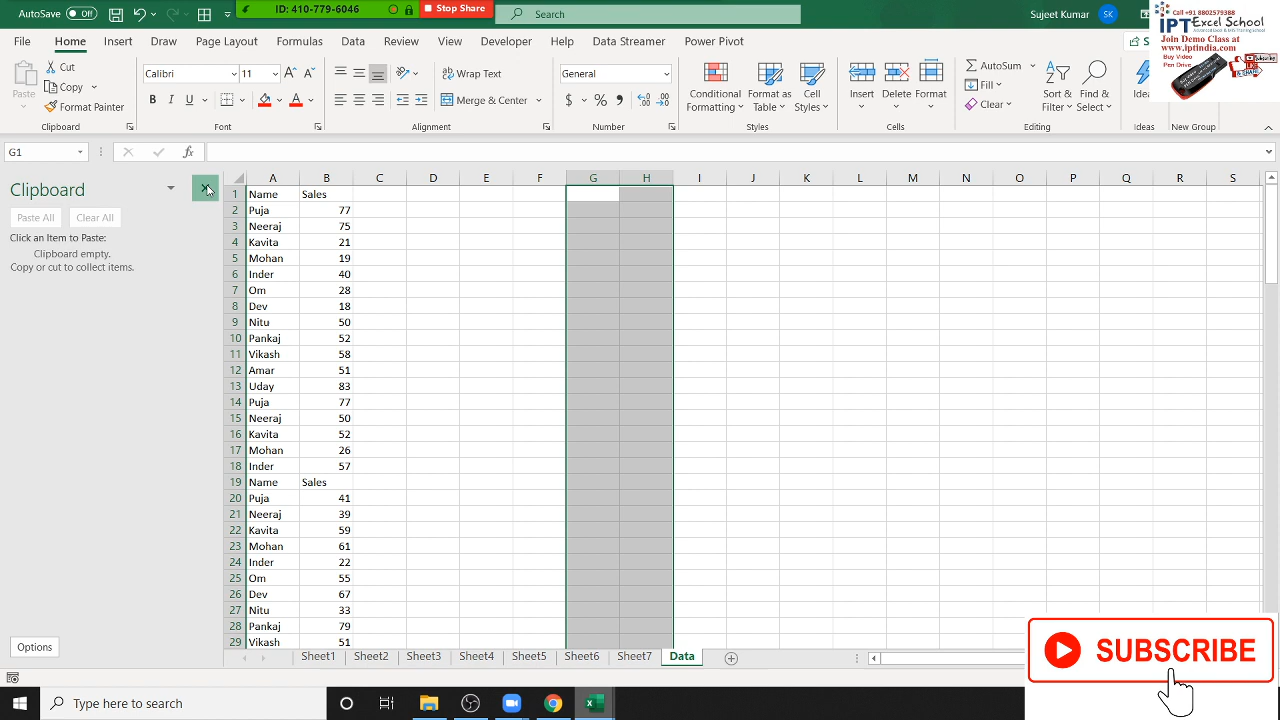 AutoSave Off
ID: 410-779-6046 Stop Share
Search
Sujeet Kumar SK
File Home Insert Draw Page Layout Formulas Data Review View Developer Help Data Streamer Power Pivot
Paste
Cut
Copy
Format Painter
Clipboard
Calibri 11
B I U
Font
Wrap Text
Merge & Center
Alignment
General
$ % ,
Number
Conditional Formatting
Format as Table
Cell Styles
Styles
Insert Delete Format
Cells
AutoSum
Fill
Clear
Sort & Filter
Find & Select
Editing
Ideas
Ideas
New Group
Call +91 8802579388
IPT Excel School
Join Demo Class at
www.iptindia.com
Buy Video
Pen Drive
G1
fx
Clipboard
Paste All Clear All
Click an Item to Paste:
Clipboard empty.
Copy or cut to collect items.
Options
A B C D E F G H I J K L M N O P Q R S
1 Name Sales
2 Puja 77
3 Neeraj 75
4 Kavita 21
5 Mohan 19
6 Inder 40
7 Om 28
8 Dev 18
9 Nitu 50
10 Pankaj 52
11 Vikash 58
12 Amar 51
13 Uday 83
14 Puja 77
15 Neeraj 50
16 Kavita 52
17 Mohan 26
18 Inder 57
19 Name Sales
20 Puja 41
21 Neeraj 39
22 Kavita 59
23 Mohan 61
24 Inder 22
25 Om 55
26 Dev 67
27 Nitu 33
28 Pankaj 79
29 Vikash 51
Sheet1 Sheet2 Sheet3 Sheet4 Sheet5 Sheet6 Sheet7 Data
SUBSCRIBE
Type here to search